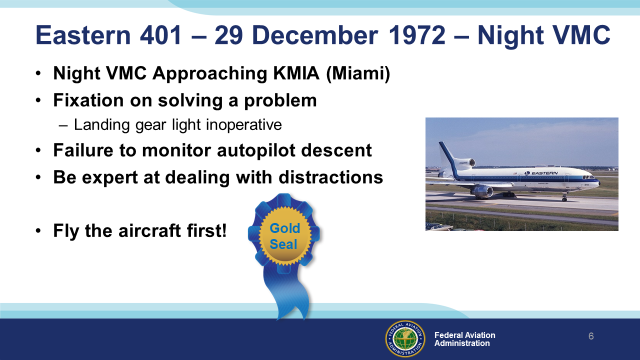 Eastern 401 – 29 December 1972 – Night VMC
• Night VMC Approaching KMIA (Miami)
• Fixation on solving a problem
– Landing gear light inoperative
• Failure to monitor autopilot descent
• Be expert at dealing with distractions
• Fly the aircraft first!
Gold
Seal
EASTERN
Federal Aviation
Administration
6